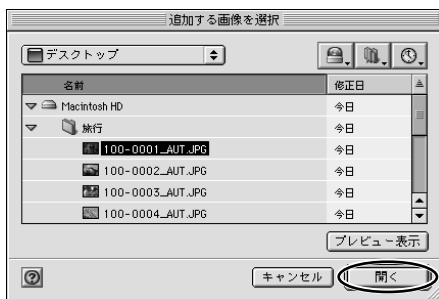 追加する画像を選択
デスクトップ
名前 修正日
Macintosh HD 今日
旅行 今日
100-0001_AUT.JPG 今日
100-0002_AUT.JPG 今日
100-0003_AUT.JPG 今日
100-0004_AUT.JPG 今日
プレビュー表示
? キャンセル 開く